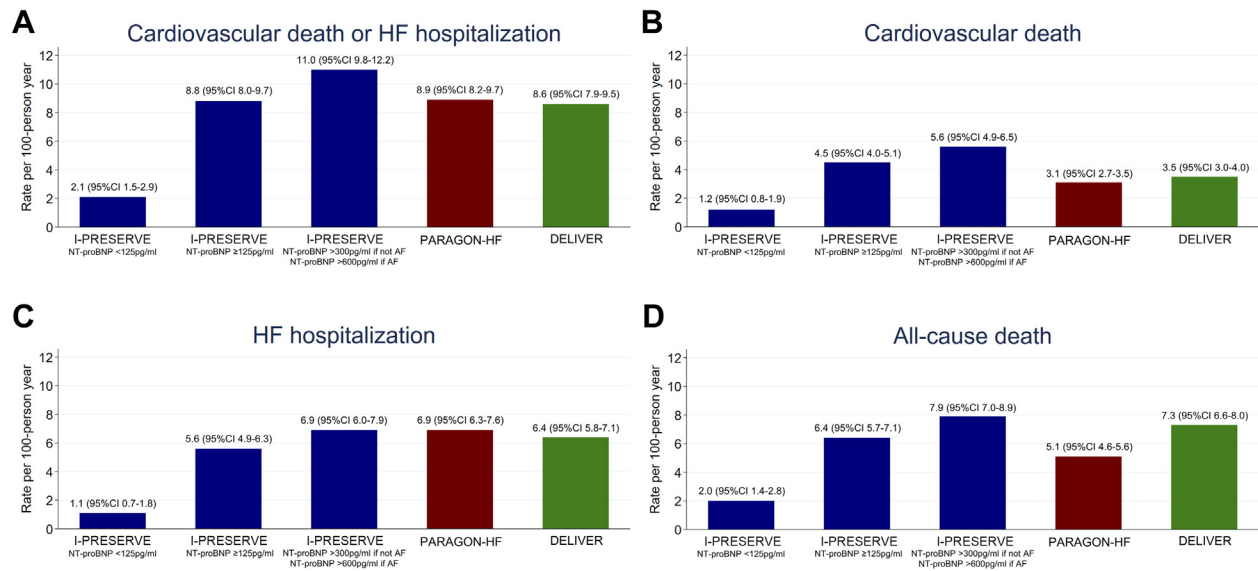 A
Cardiovascular death or HF hospitalization
Rate per 100-person year
12
10
8
6
4
2
0
2.1 (95%CI 1.5-2.9)
8.8 (95%CI 8.0-9.7)
11.0 (95%CI 9.8-12.2)
8.9 (95%CI 8.2-9.7)
8.6 (95%CI 7.9-9.5)
I-PRESERVE
NT-proBNP <125pg/ml
I-PRESERVE
NT-proBNP ≥125pg/ml
I-PRESERVE
NT-proBNP >300pg/ml if not AF
NT-proBNP >600pg/ml if AF
PARAGON-HF
DELIVER
B
Cardiovascular death
Rate per 100-person year
12
10
8
6
4
2
0
1.2 (95%CI 0.8-1.9)
4.5 (95%CI 4.0-5.1)
5.6 (95%CI 4.9-6.5)
3.1 (95%CI 2.7-3.5)
3.5 (95%CI 3.0-4.0)
I-PRESERVE
NT-proBNP <125pg/ml
I-PRESERVE
NT-proBNP ≥125pg/ml
I-PRESERVE
NT-proBNP >300pg/ml if not AF
NT-proBNP >600pg/ml if AF
PARAGON-HF
DELIVER
C
HF hospitalization
Rate per 100-person year
12
10
8
6
4
2
0
1.1 (95%CI 0.7-1.8)
5.6 (95%CI 4.9-6.3)
6.9 (95%CI 6.0-7.9)
6.9 (95%CI 6.3-7.6)
6.4 (95%CI 5.8-7.1)
I-PRESERVE
NT-proBNP <125pg/ml
I-PRESERVE
NT-proBNP ≥125pg/ml
I-PRESERVE
NT-proBNP >300pg/ml if not AF
NT-proBNP >600pg/ml if AF
PARAGON-HF
DELIVER
D
All-cause death
Rate per 100-person year
12
10
8
6
4
2
0
2.0 (95%CI 1.4-2.8)
6.4 (95%CI 5.7-7.1)
7.9 (95%CI 7.0-8.9)
5.1 (95%CI 4.6-5.6)
7.3 (95%CI 6.6-8.0)
I-PRESERVE
NT-proBNP <125pg/ml
I-PRESERVE
NT-proBNP ≥125pg/ml
I-PRESERVE
NT-proBNP >300pg/ml if not AF
NT-proBNP >600pg/ml if AF
PARAGON-HF
DELIVER